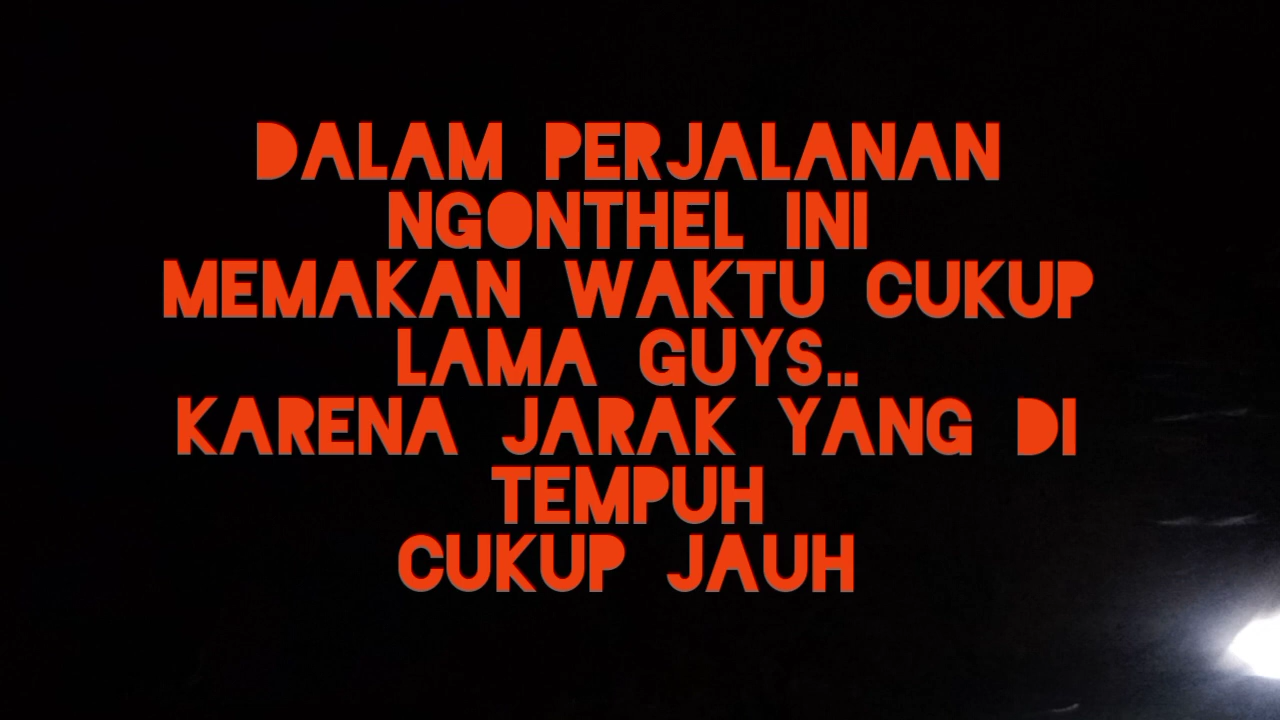 DALAM PERJALANAN
NGONTHEL INI
MEMAKAN WAKTU CUKUP
LAMA GUYS..
KARENA JARAK YANG DI
TEMPUH
CUKUP JAUH